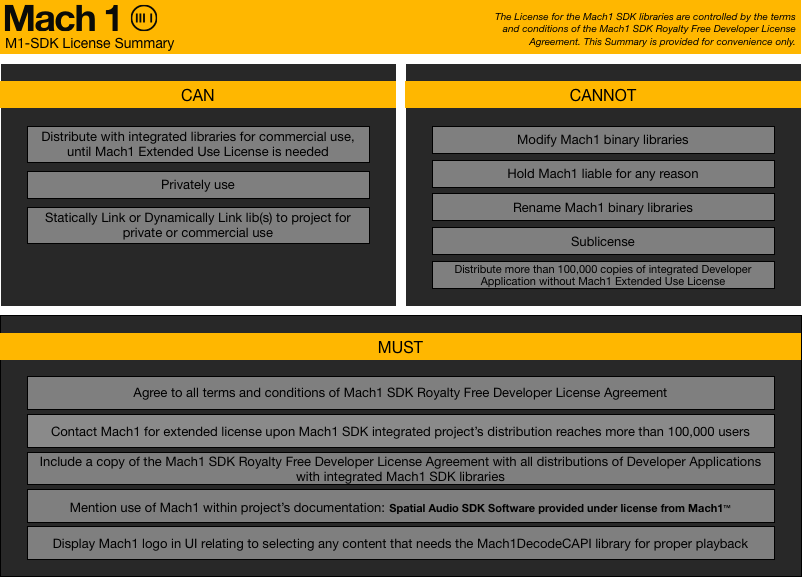 Mach 1
M1-SDK License Summary
The License for the Mach1 SDK libraries are controlled by the terms
and conditions of the Mach1 SDK Royalty Free Developer License
Agreement. This Summary is provided for convenience only.
CAN
Distribute with integrated libraries for commercial use,
until Mach1 Extended Use License is needed
Privately use
Statically Link or Dynamically Link lib(s) to project for
private or commercial use
CANNOT
Modify Mach1 binary libraries
Hold Mach1 liable for any reason
Rename Mach1 binary libraries
Sublicense
Distribute more than 100,000 copies of integrated Developer
Application without Mach1 Extended Use License
MUST
Agree to all terms and conditions of Mach1 SDK Royalty Free Developer License Agreement
Contact Mach1 for extended license upon Mach1 SDK integrated project's distribution reaches more than 100,000 users
Include a copy of the Mach1 SDK Royalty Free Developer License Agreement with all distributions of Developer Applications
with integrated Mach1 SDK libraries
Mention use of Mach1 within project's documentation: Spatial Audio SDK Software provided under license from Mach1™
Display Mach1 logo in UI relating to selecting any content that needs the Mach1DecodeCAPI library for proper playback